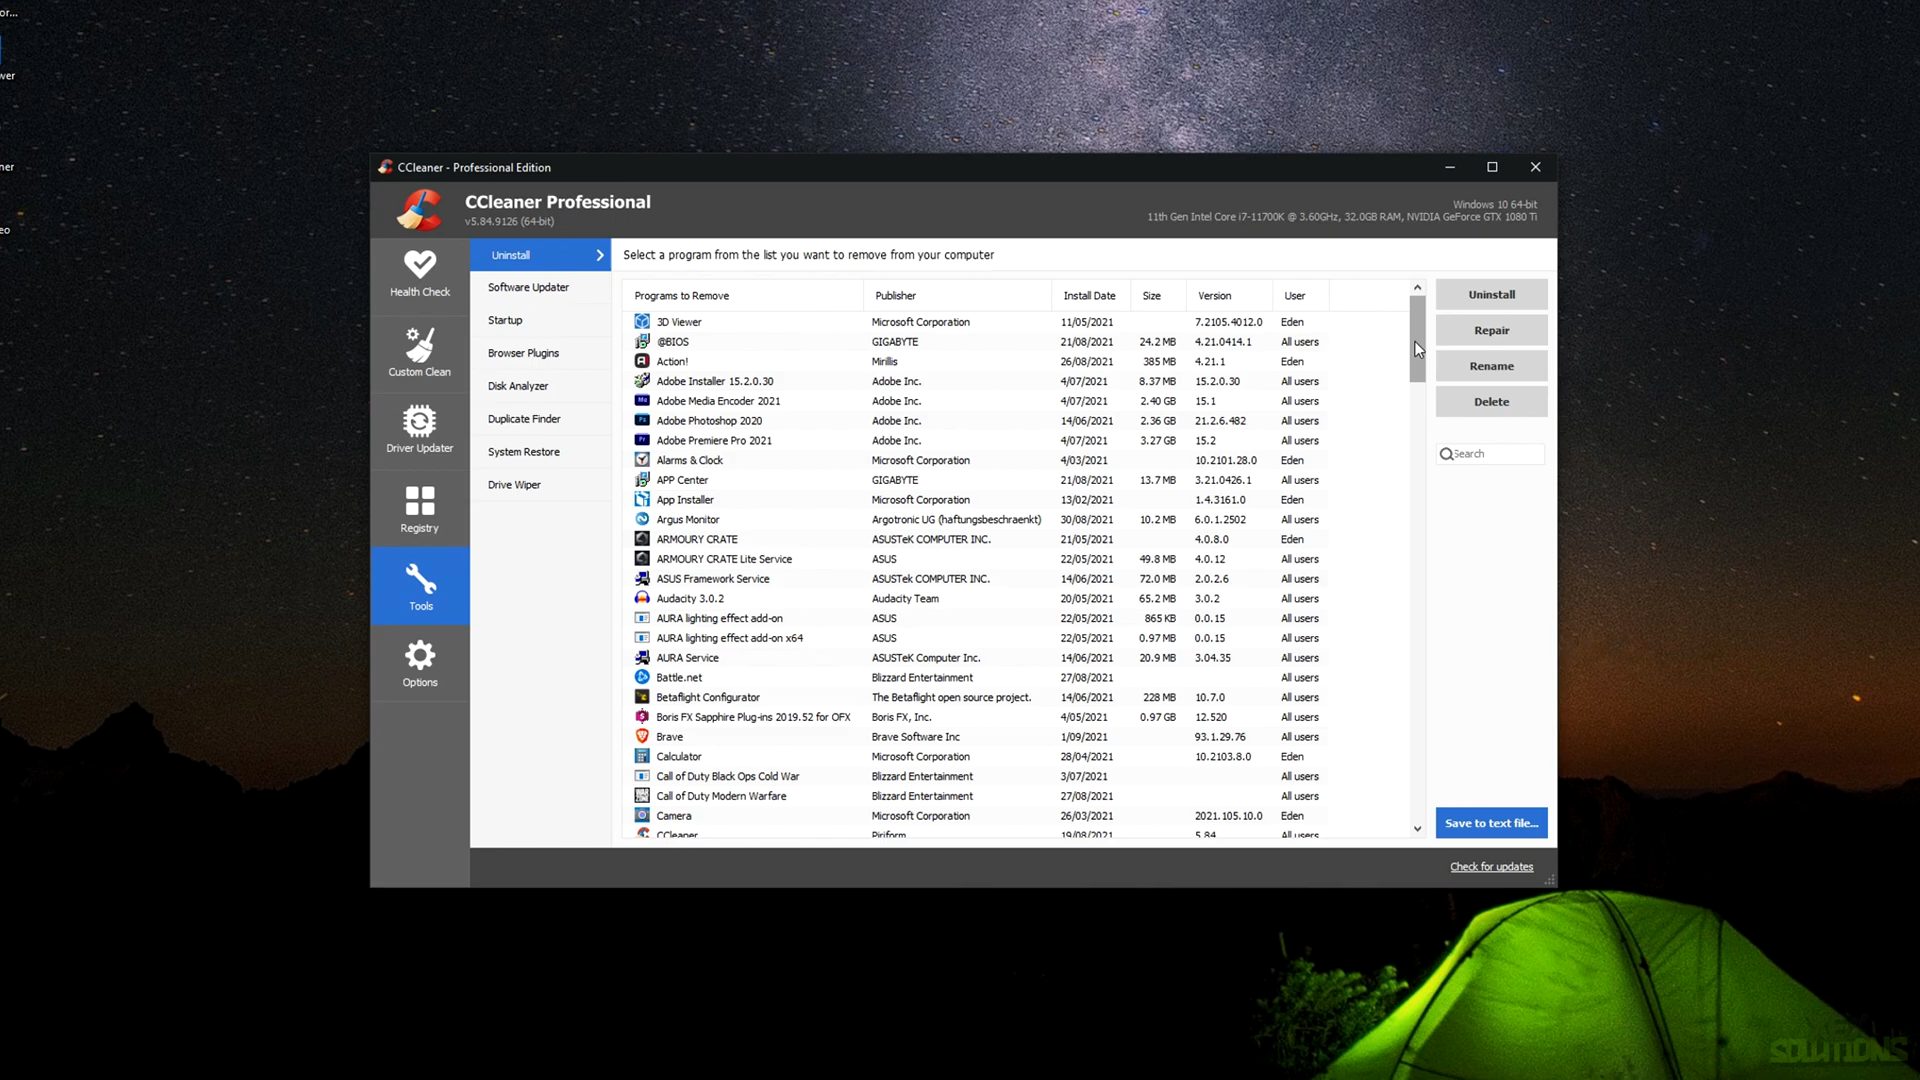 or...
wer
ner
eo
CCleaner - Professional Edition
CCleaner Professional
v5.84.9126 (64-bit)
Windows 10 64-bit
11th Gen Intel Core i7-11700K @ 3.60GHz, 32.0GB RAM, NVIDIA GeForce GTX 1080 Ti
Health Check
Custom Clean
Driver Updater
Registry
Tools
Options
Uninstall
Software Updater
Startup
Browser Plugins
Disk Analyzer
Duplicate Finder
System Restore
Drive Wiper
Select a program from the list you want to remove from your computer
Programs to Remove Publisher Install Date Size Version User
3D Viewer Microsoft Corporation 11/05/2021 7.2105.4012.0 Eden
@BIOS GIGABYTE 21/08/2021 24.2 MB 4.21.0414.1 All users
Action! Mirillis 26/08/2021 385 MB 4.21.1 Eden
Adobe Installer 15.2.0.30 Adobe Inc. 4/07/2021 8.37 MB 15.2.0.30 All users
Adobe Media Encoder 2021 Adobe Inc. 4/07/2021 2.40 GB 15.1 All users
Adobe Photoshop 2020 Adobe Inc. 14/06/2021 2.36 GB 21.2.6.482 All users
Adobe Premiere Pro 2021 Adobe Inc. 4/07/2021 3.27 GB 15.2 All users
Alarms & Clock Microsoft Corporation 4/03/2021 10.2101.28.0 Eden
APP Center GIGABYTE 21/08/2021 13.7 MB 3.21.0426.1 All users
App Installer Microsoft Corporation 13/02/2021 1.4.3161.0 Eden
Argus Monitor Argotronic UG (haftungsbeschraenkt) 30/08/2021 10.2 MB 6.0.1.2502 All users
ARMOURY CRATE ASUSTeK COMPUTER INC. 21/05/2021 4.0.8.0 Eden
ARMOURY CRATE Lite Service ASUS 22/05/2021 49.8 MB 4.0.12 All users
ASUS Framework Service ASUSTek COMPUTER INC. 14/06/2021 72.0 MB 2.0.2.6 All users
Audacity 3.0.2 Audacity Team 20/05/2021 65.2 MB 3.0.2 All users
AURA lighting effect add-on ASUS 22/05/2021 865 KB 0.0.15 All users
AURA lighting effect add-on x64 ASUS 22/05/2021 0.97 MB 0.0.15 All users
AURA Service ASUSTeK Computer Inc. 14/06/2021 20.9 MB 3.04.35 All users
Battle.net Blizzard Entertainment 27/08/2021 All users
Betaflight Configurator The Betaflight open source project. 14/06/2021 228 MB 10.7.0 All users
Boris FX Sapphire Plug-ins 2019.52 for OFX Boris FX, Inc. 4/05/2021 0.97 GB 12.520 All users
Brave Brave Software Inc 1/09/2021 93.1.29.76 All users
Calculator Microsoft Corporation 28/04/2021 10.2103.8.0 Eden
Call of Duty Black Ops Cold War Blizzard Entertainment 3/07/2021 All users
Call of Duty Modern Warfare Blizzard Entertainment 27/08/2021 All users
Camera Microsoft Corporation 26/03/2021 2021.105.10.0 Eden
CCleaner Piriform 19/08/2021 5.84 All users
Uninstall
Repair
Rename
Delete
Search
Save to text file...
Check for updates
SOLUTIONS